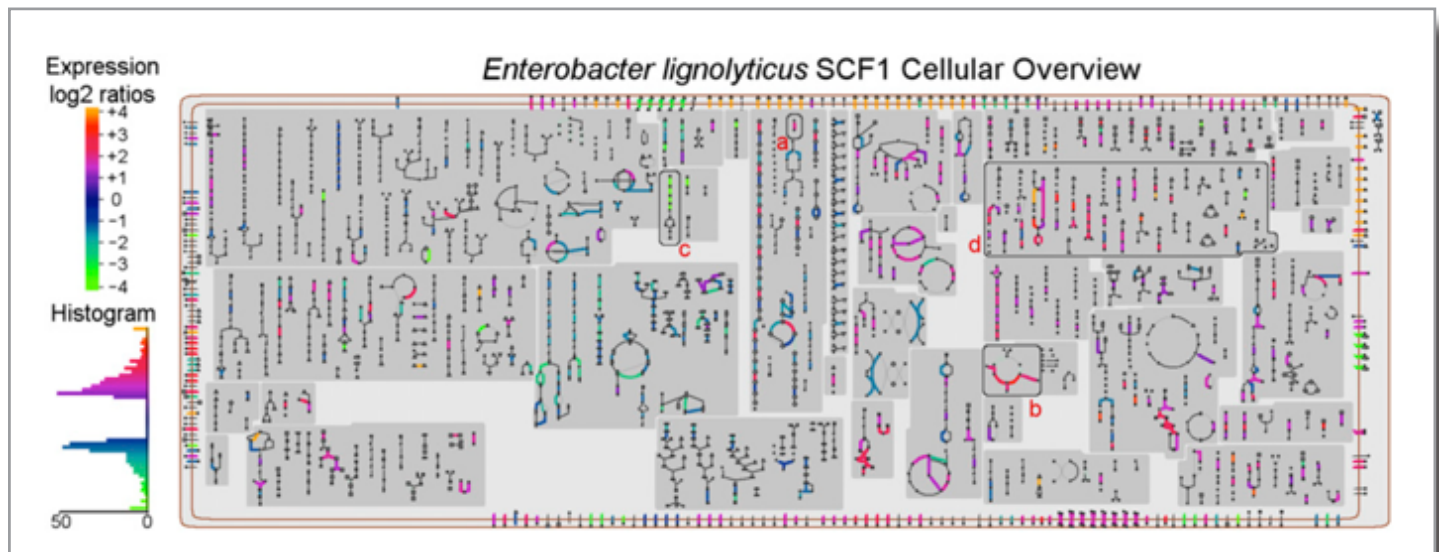 Enterobacter lignolyticus SCF1 Cellular Overview
Expression
log2 ratios
+4
+3
+2
+1
0
−1
−2
−3
−4
Histogram
50
0
a
c
d
b